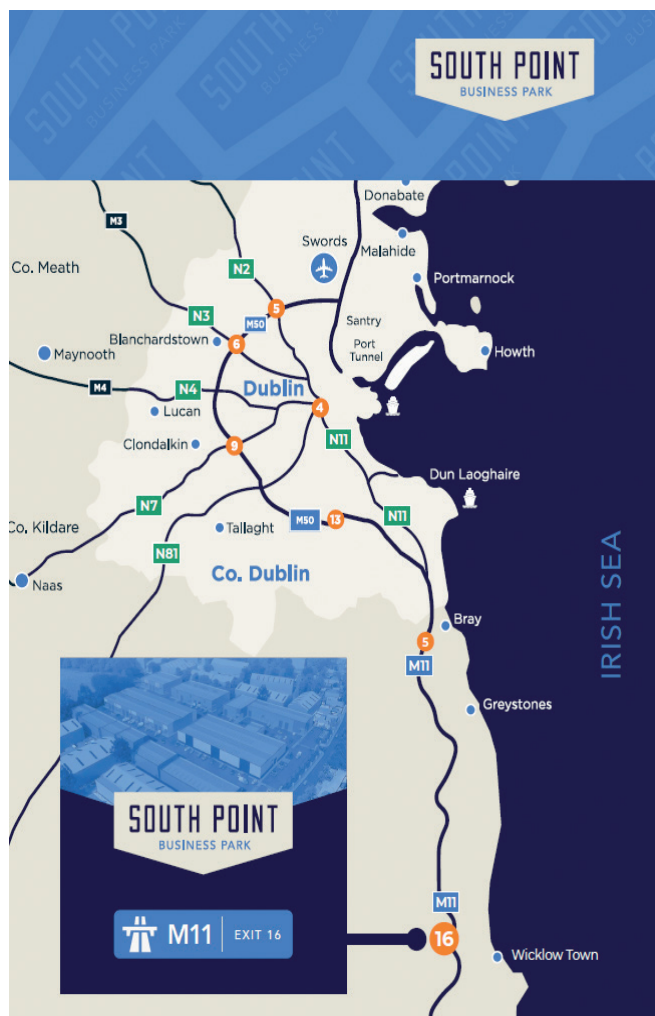 SOUTH POINT
BUSINESS PARK
Donabate
M3
Swords
Malahide
Co. Meath
N2
Portmarnock
5
N3
M50
Santry
Blanchardstown
6
Port
Tunnel
Howth
Maynooth
M4
N4
Dublin
Lucan
4
N11
Clondalkin
9
Dun Laoghaire
N7
M50
13
N11
Co. Kildare
Tallaght
N81
Co. Dublin
Naas
IRISH SEA
Bray
5
M11
Greystones
SOUTH POINT
BUSINESS PARK
M11
M11
EXIT 16
16
Wicklow Town